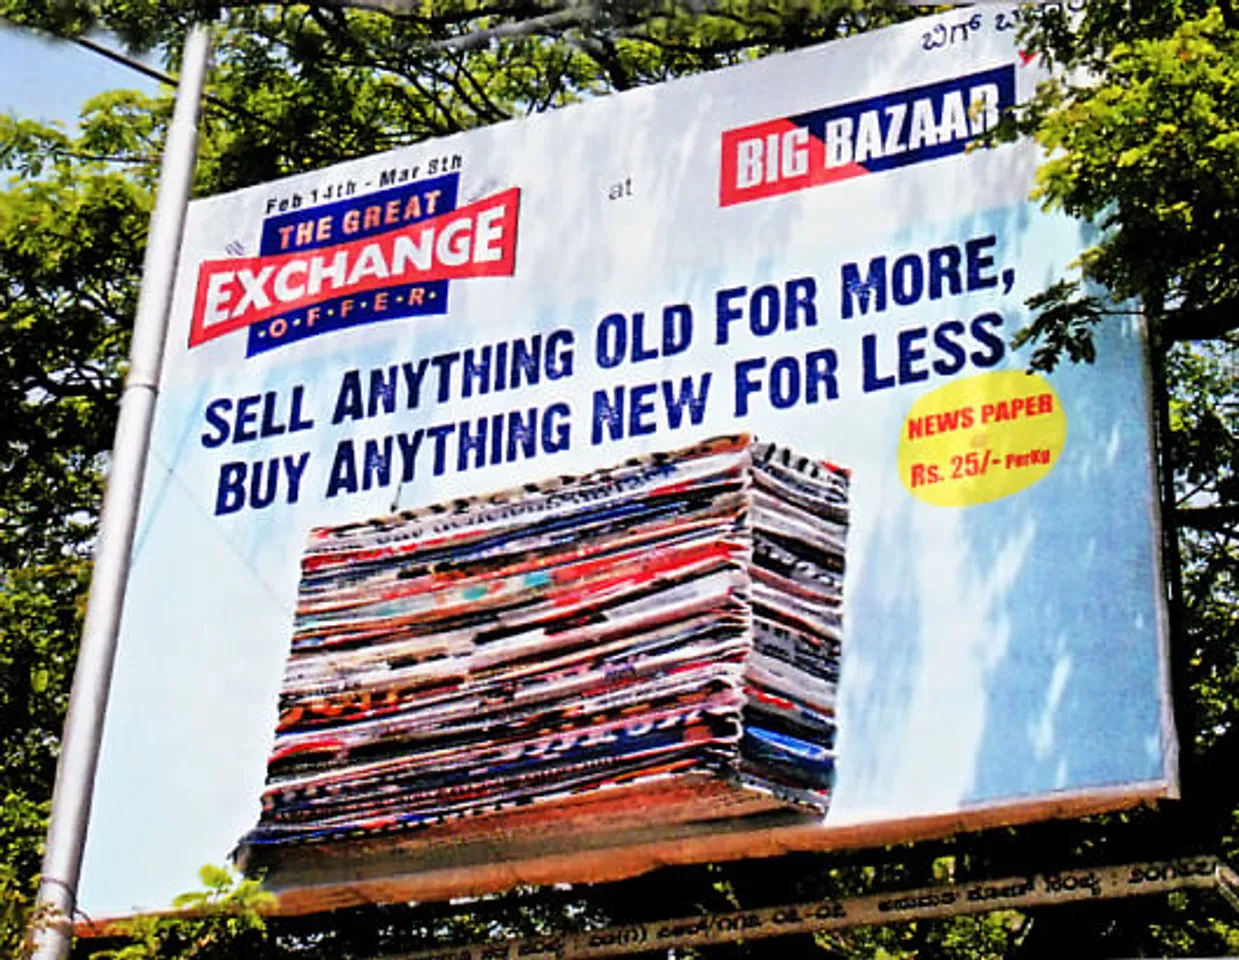 ಬಿಗ್
Feb 14th - Mar 8th
THE GREAT
EXCHANGE
·O·F·F·E·R·
at
BIG BAZAAR
SELL ANYTHING OLD FOR MORE,
BUY ANYTHING NEW FOR LESS
NEWS PAPER
Rs. 25/- PerKg